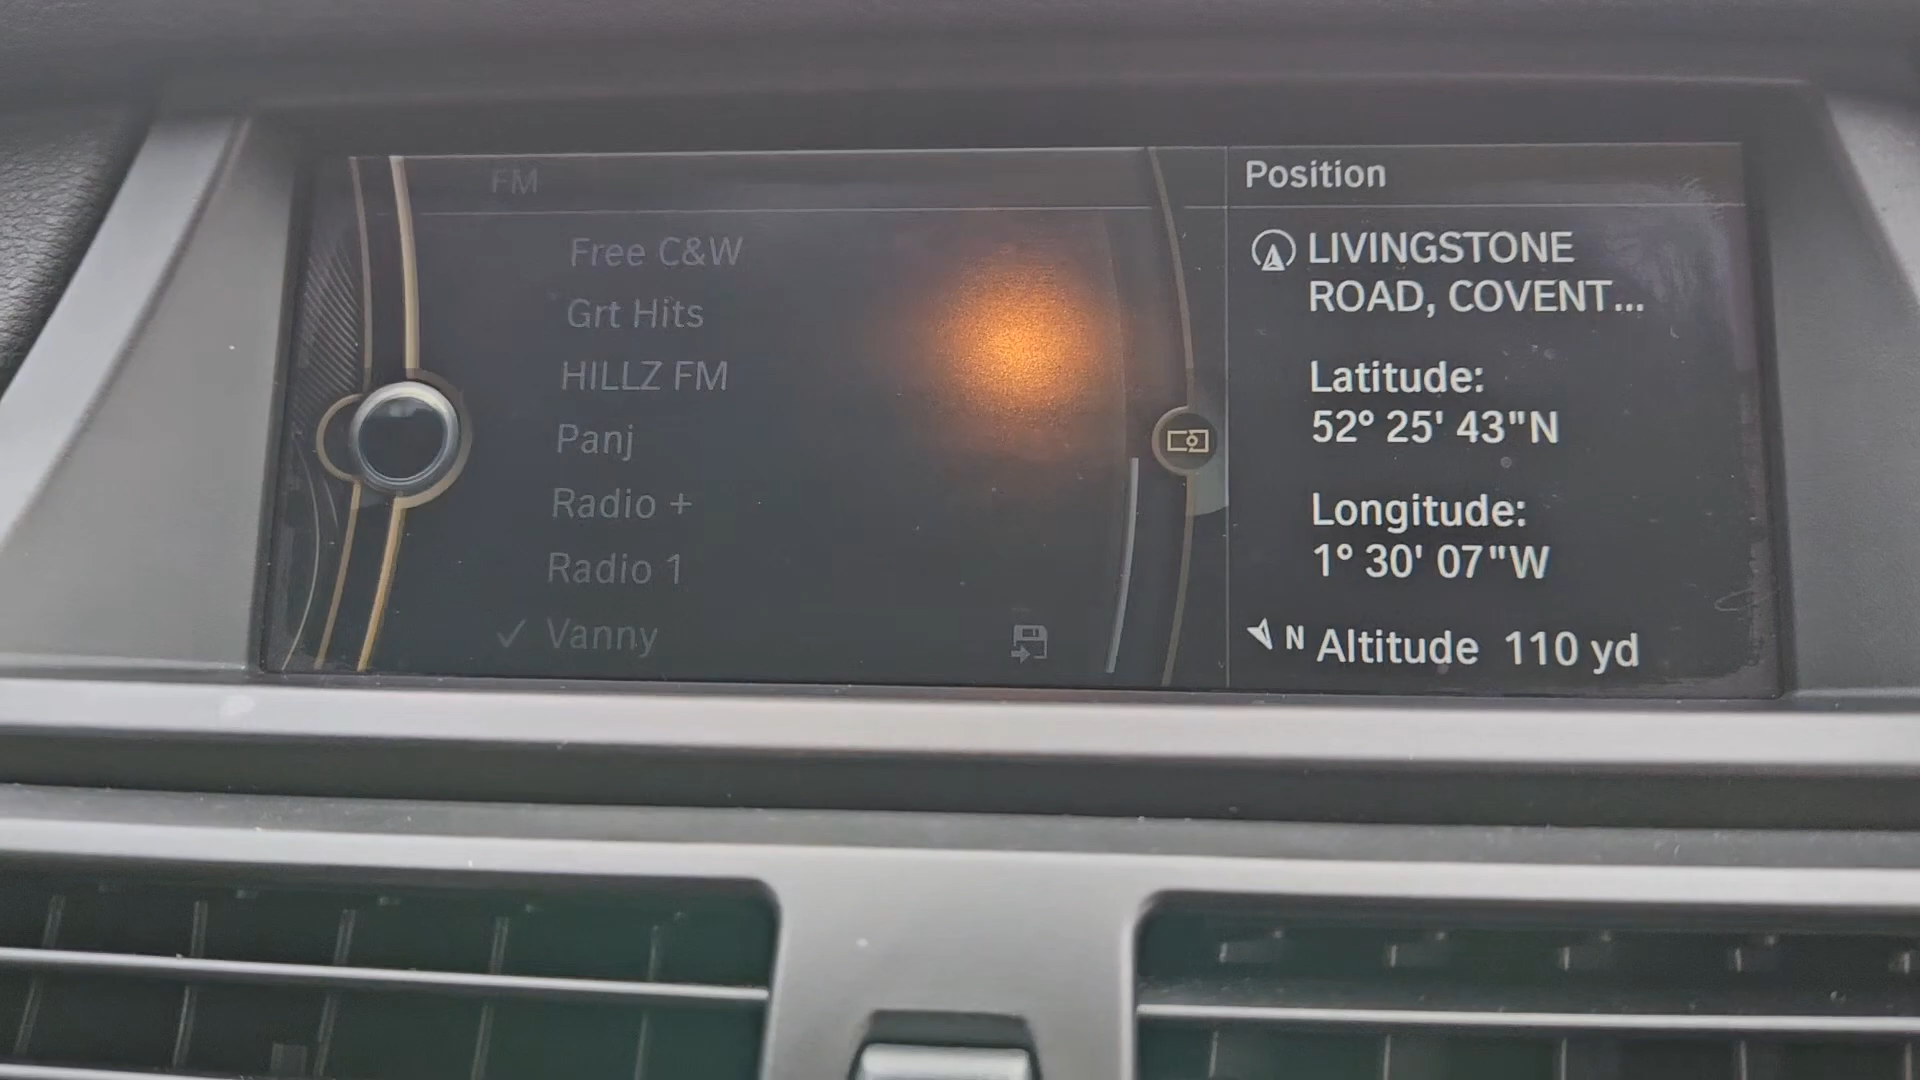 FM
Free C&W
Grt Hits
HILLZ FM
Panj
Radio +
Radio 1
✓ Vanny
Position
LIVINGSTONE
ROAD, COVENT...
Latitude:
52° 25' 43"N
Longitude:
1° 30' 07"W
N Altitude 110 yd